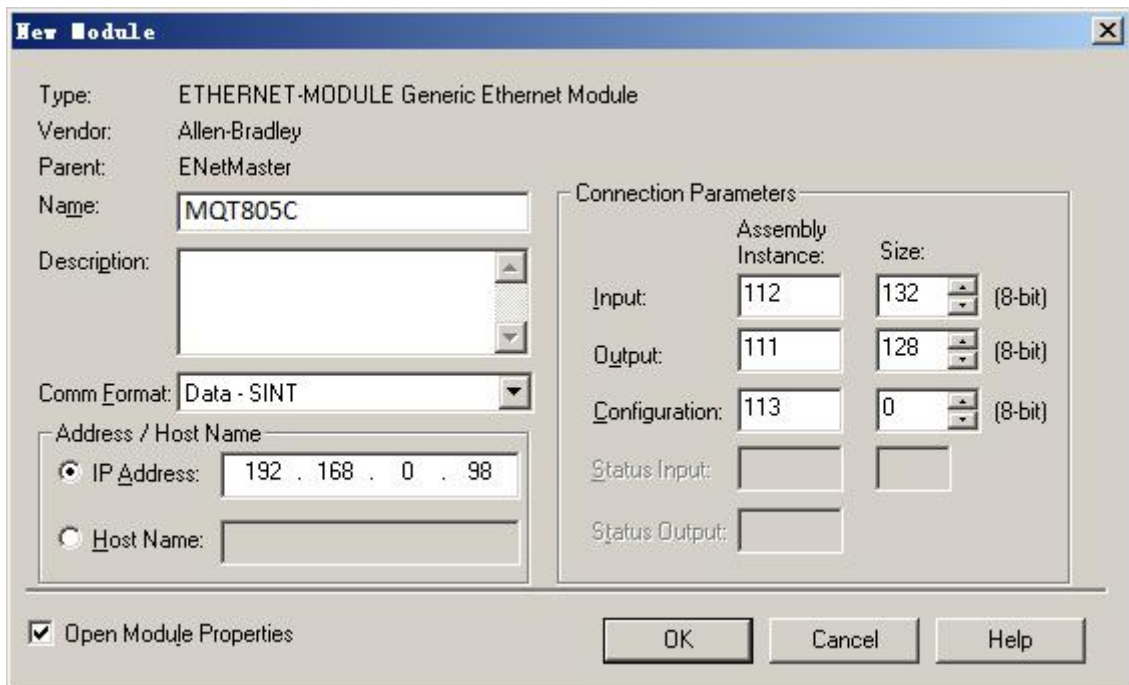 New Module
Type: ETHERNET-MODULE Generic Ethernet Module
Vendor: Allen-Bradley
Parent: ENetMaster
Name: MQT805C
Description:
Comm Format: Data - SINT
Address / Host Name
IP Address: 192 . 168 . 0 . 98
Host Name:
Connection Parameters
Assembly
Instance: Size:
Input: 112 132 (8-bit)
Output: 111 128 (8-bit)
Configuration: 113 0 (8-bit)
Status Input:
Status Output:
Open Module Properties
OK Cancel Help